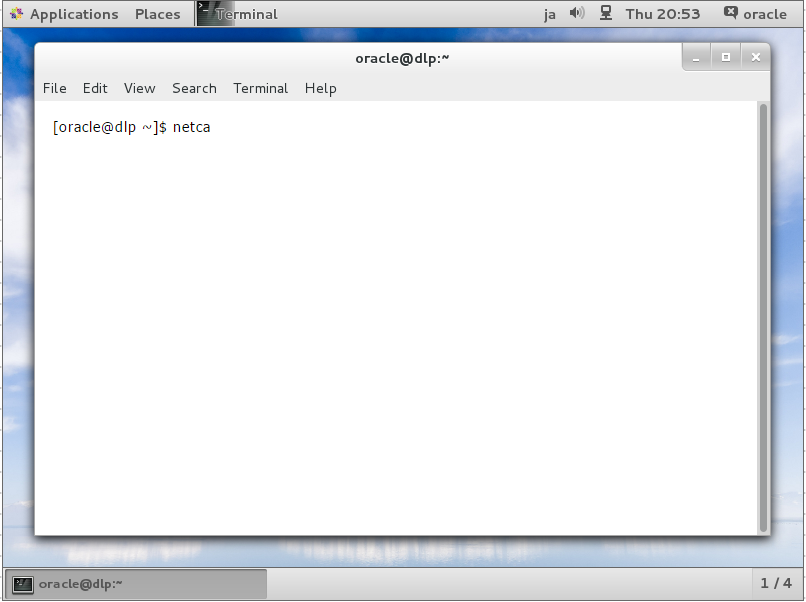 Applications Places Terminal ja Thu 20:53 oracle
oracle@dlp:~
File Edit View Search Terminal Help
[oracle@dlp ~]$ netca
oracle@dlp:~ 1 / 4